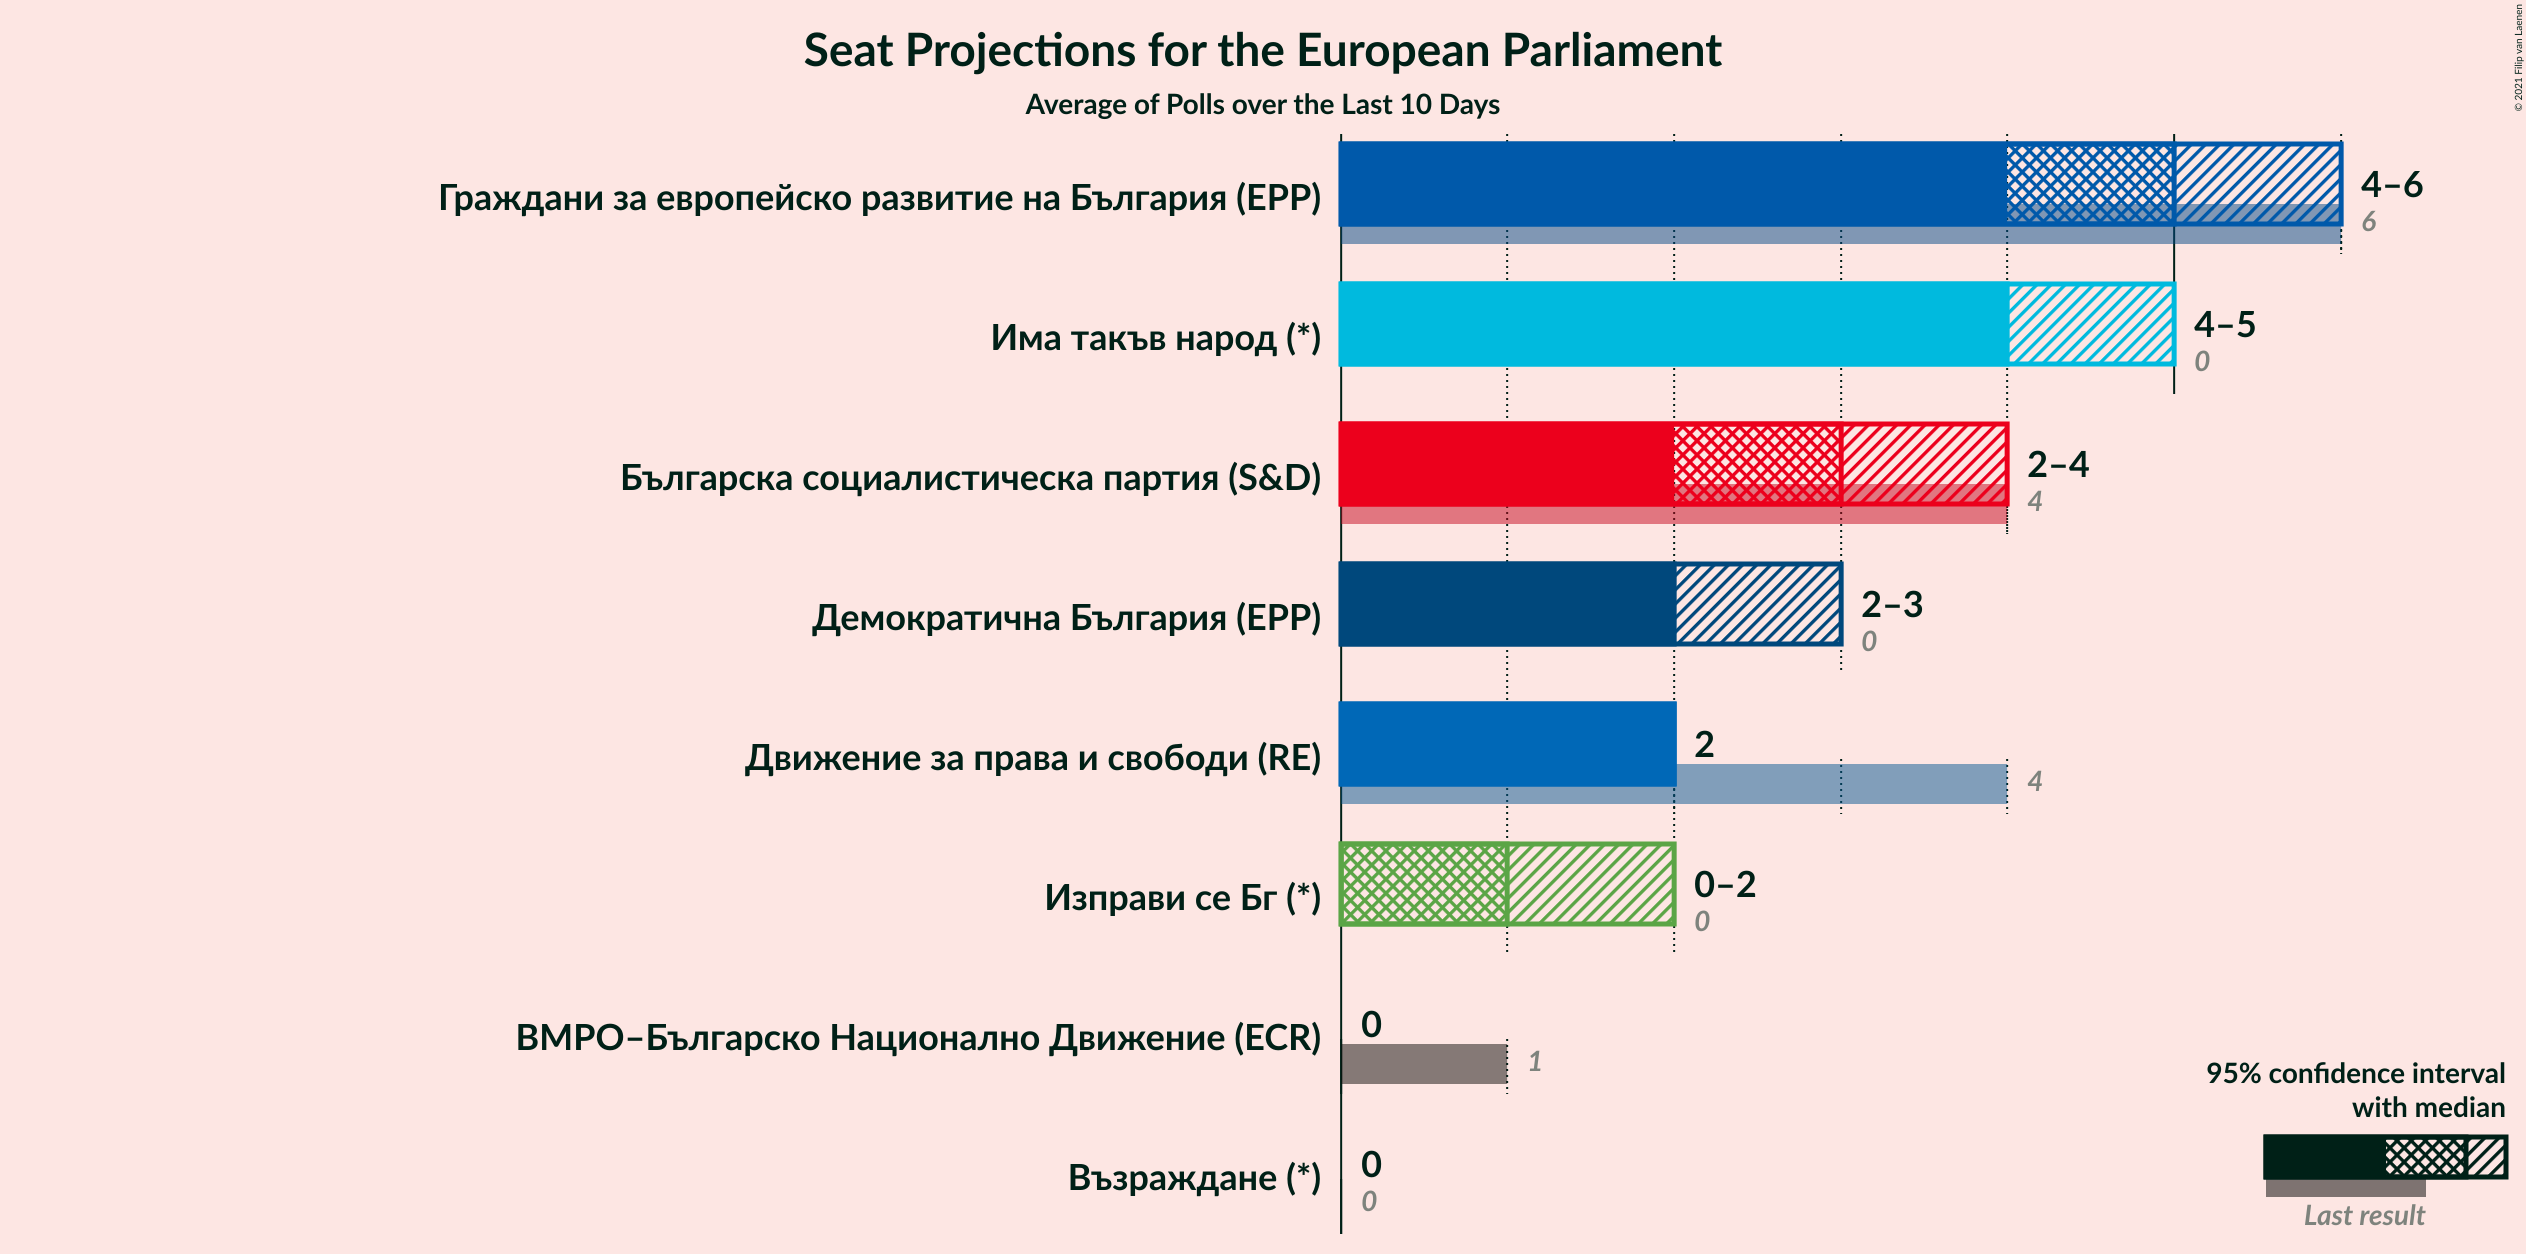 Seat Projections for the European Parliament
Average of Polls over the Last 10 Days
© 2021 Filip van Laenen
Граждани за европейско развитие на България (EPP)
4–6
6
Има такъв народ (*)
4–5
0
Българска социалистическа партия (S&D)
2–4
4
Демократична България (EPP)
2–3
0
Движение за права и свободи (RE)
2
4
Изправи се Бг (*)
0–2
0
ВМРО–Българско Национално Движение (ECR)
0
1
Възраждане (*)
0
0
95% confidence interval
with median
Last result